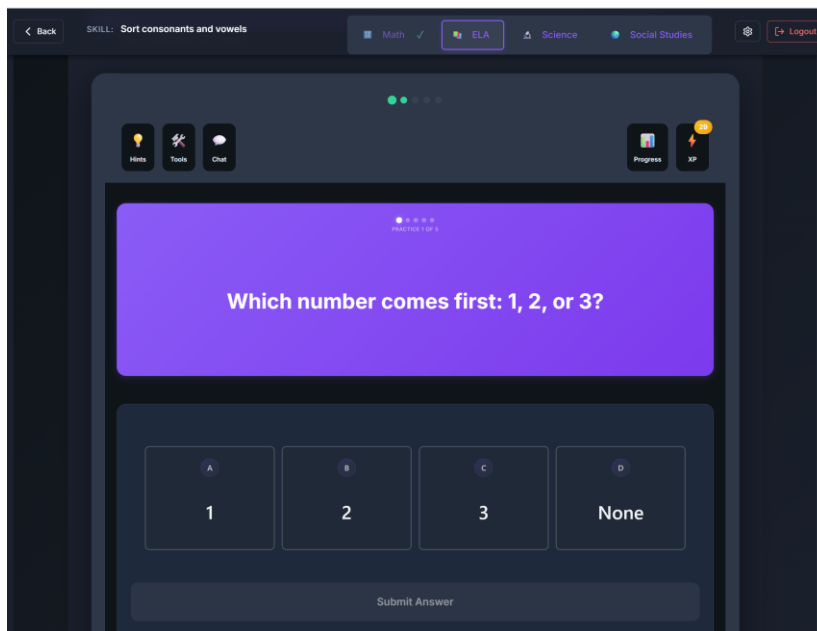 Back
SKILL: Sort consonants and vowels
Math ✓
ELA
Science
Social Studies
Logout
Hints
Tools
Chat
Progress
29
XP
PRACTICE 1 OF 5
Which number comes first: 1, 2, or 3?
A
1
B
2
C
3
D
None
Submit Answer